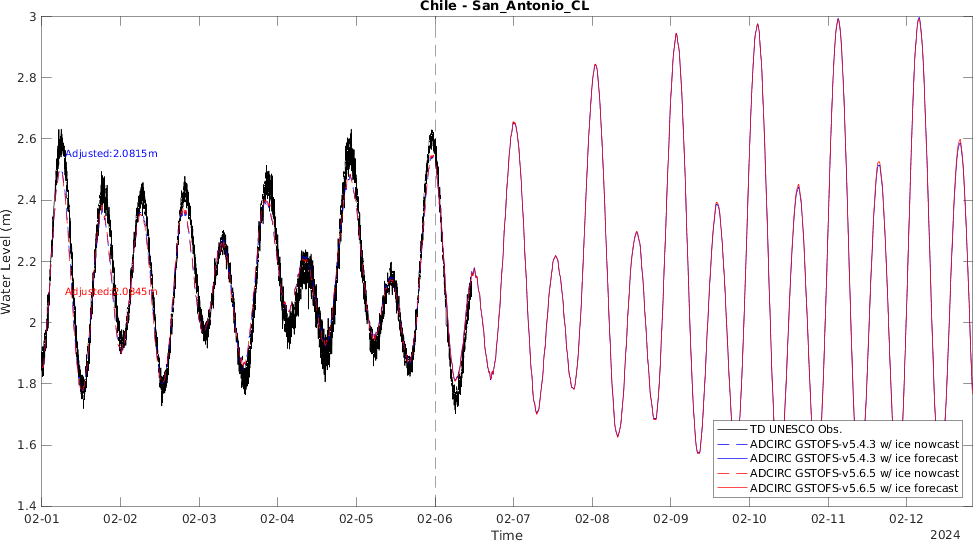 Chile - San_Antonio_CL
3
2.8
2.6
2.4
2.2
2
1.8
1.6
1.4
Water Level (m)
Adjusted:2.0815m
Adjusted:2.0845m
TD UNESCO Obs.
ADCIRC GSTOFS-v5.4.3 w/ ice nowcast
ADCIRC GSTOFS-v5.4.3 w/ ice forecast
ADCIRC GSTOFS-v5.6.5 w/ ice nowcast
ADCIRC GSTOFS-v5.6.5 w/ ice forecast
02-01 02-02 02-03 02-04 02-05 02-06 02-07 02-08 02-09 02-10 02-11 02-12
Time
2024